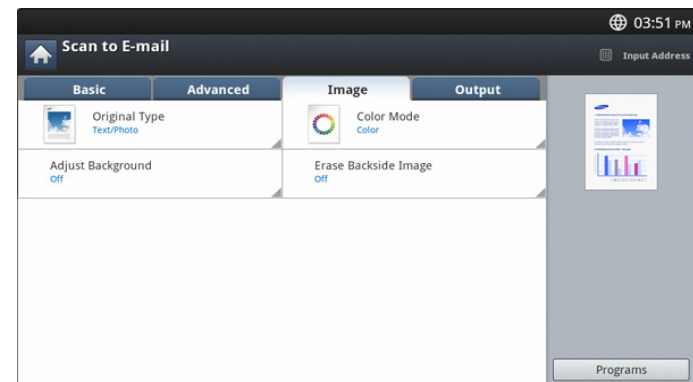 03:51 PM
Scan to E-mail
Input Address
Basic
Advanced
Image
Output
Original Type
Text/Photo
Color Mode
Color
Adjust Background
Off
Erase Backside Image
Off
Programs